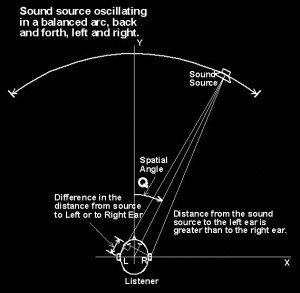 Sound source oscillating
in a balanced arc, back
and forth, left and right.
Y
Sound
Source
Spatial
Angle
Q
Difference in the
distance from source
to Left or to Right Ear
Distance from the sound
source to the left ear is
greater than to the right ear.
L R
X
Listener